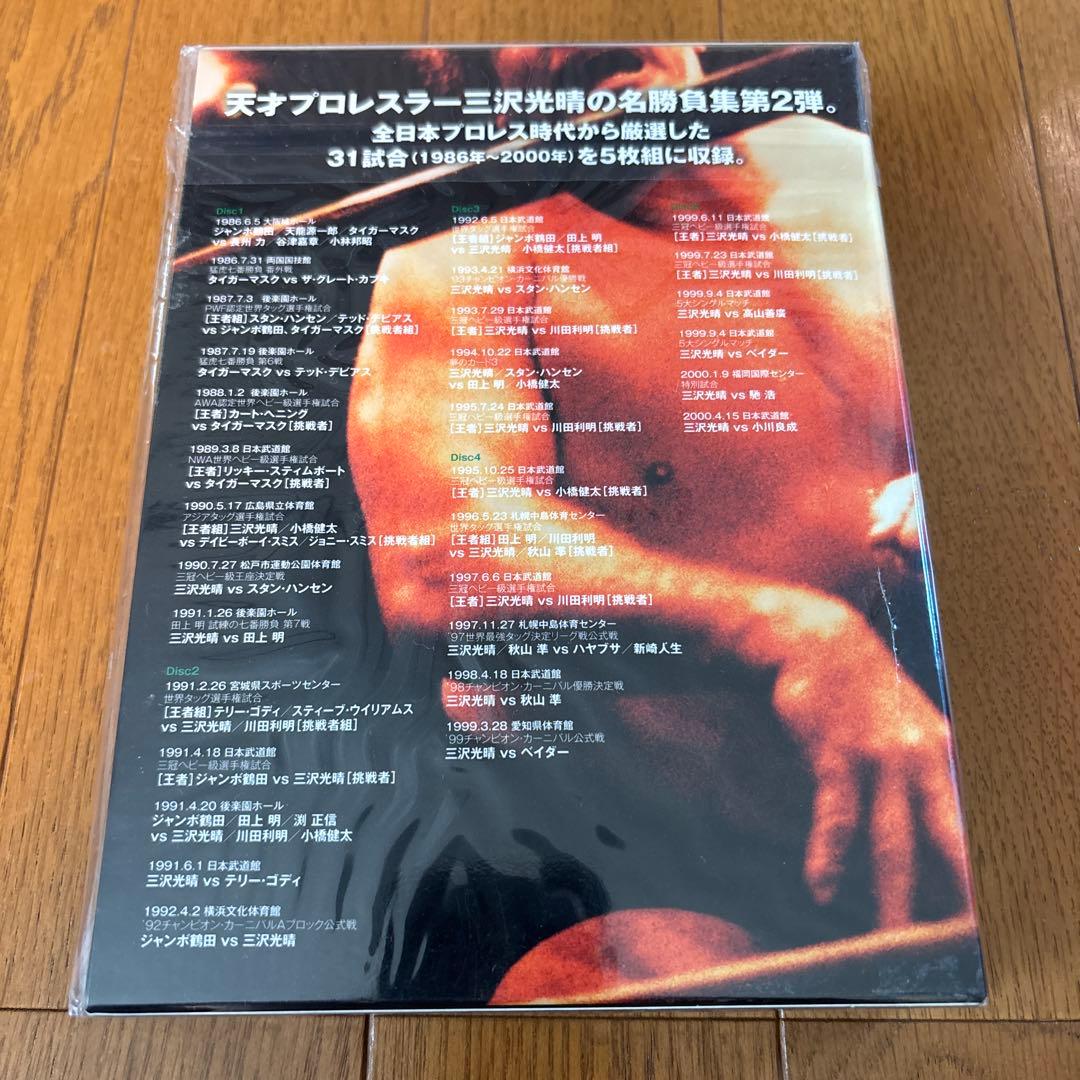 天才プロレスラー三沢光晴の名勝負集第2弾。
全日本プロレス時代から厳選した
31試合(1986年〜2000年)を5枚組に収録。
Disc1
1986.6.5 大阪城ホール
ジャンボ鶴田 天龍源一郎 タイガーマスク
vs 長州 力 谷津嘉章 小林邦昭
1986.7.31 両国国技館
猛虎七番勝負 番外戦
タイガーマスク vs ザ・グレート・カブキ
1987.7.3 後楽園ホール
PWF認定世界タッグ選手権試合
[王者組]スタン・ハンセン/テッド・デビアス
vs ジャンボ鶴田、タイガーマスク[挑戦者組]
1987.7.19 後楽園ホール
猛虎七番勝負 第6戦
タイガーマスク vs テッド・デビアス
1988.1.2 後楽園ホール
AWA認定世界ヘビー級選手権試合
[王者]カート・ヘニング
vs タイガーマスク[挑戦者]
1989.3.8 日本武道館
NWA世界ヘビー級選手権試合
[王者]リッキー・スティムボート
vs タイガーマスク[挑戦者]
1990.5.17 広島県立体育館
アジアタッグ選手権試合
[王者組]三沢光晴/小橋健太
vs デイビーボーイ・スミス/ジョニー・スミス[挑戦者組]
1990.7.27 松戸市運動公園体育館
三冠ヘビー級王座決定戦
三沢光晴 vs スタン・ハンセン
1991.1.26 後楽園ホール
田上 明 試練の七番勝負 第7戦
三沢光晴 vs 田上 明
Disc2
1991.2.26 宮城県スポーツセンター
世界タッグ選手権試合
[王者組]テリー・ゴディ/スティーブ・ウイリアムス
vs 三沢光晴/川田利明[挑戦者組]
1991.4.18 日本武道館
三冠ヘビー級選手権試合
[王者]ジャンボ鶴田 vs 三沢光晴[挑戦者]
1991.4.20 後楽園ホール
ジャンボ鶴田/田上 明/渕 正信
vs 三沢光晴/川田利明/小橋健太
1991.6.1 日本武道館
三沢光晴 vs テリー・ゴディ
1992.4.2 横浜文化体育館
'92チャンピオン・カーニバルAブロック公式戦
ジャンボ鶴田 vs 三沢光晴
Disc3
1992.6.5 日本武道館
世界タッグ選手権試合
[王者組]ジャンボ鶴田/田上 明
vs 三沢光晴/小橋健太[挑戦者組]
1993.4.21 横浜文化体育館
'93チャンピオン・カーニバル優勝戦
三沢光晴 vs スタン・ハンセン
1993.7.29 日本武道館
三冠ヘビー級選手権試合
[王者]三沢光晴 vs 川田利明[挑戦者]
1994.10.22 日本武道館
夢のカード3
三沢光晴/スタン・ハンセン
vs 田上 明/小橋健太
1995.7.24 日本武道館
三冠ヘビー級選手権試合
[王者]三沢光晴 vs 川田利明[挑戦者]
Disc4
1995.10.25 日本武道館
三冠ヘビー級選手権試合
[王者]三沢光晴 vs 小橋健太[挑戦者]
1996.5.23 札幌中島体育センター
世界タッグ選手権試合
[王者組]田上 明/川田利明
vs 三沢光晴/秋山 準[挑戦者]
1997.6.6 日本武道館
三冠ヘビー級選手権試合
[王者]三沢光晴 vs 川田利明[挑戦者]
1997.11.27 札幌中島体育センター
'97世界最強タッグ決定リーグ戦公式戦
三沢光晴/秋山 準 vs ハヤブサ/新崎人生
1998.4.18 日本武道館
'98チャンピオン・カーニバル優勝決定戦
三沢光晴 vs 秋山 準
1999.3.28 愛知県体育館
'99チャンピオン・カーニバル公式戦
三沢光晴 vs ベイダー
1999.6.11 日本武道館
三冠ヘビー級選手権試合
[王者]三沢光晴 vs 小橋健太[挑戦者]
1999.7.23 日本武道館
三冠ヘビー級選手権試合
[王者]三沢光晴 vs 川田利明[挑戦者]
1999.9.4 日本武道館
5大シングルマッチ
三沢光晴 vs 高山善廣
1999.9.4 日本武道館
5大シングルマッチ
三沢光晴 vs ベイダー
2000.1.9 福岡国際センター
特別試合
三沢光晴 vs 馳 浩
2000.4.15 日本武道館
三沢光晴 vs 小川良成